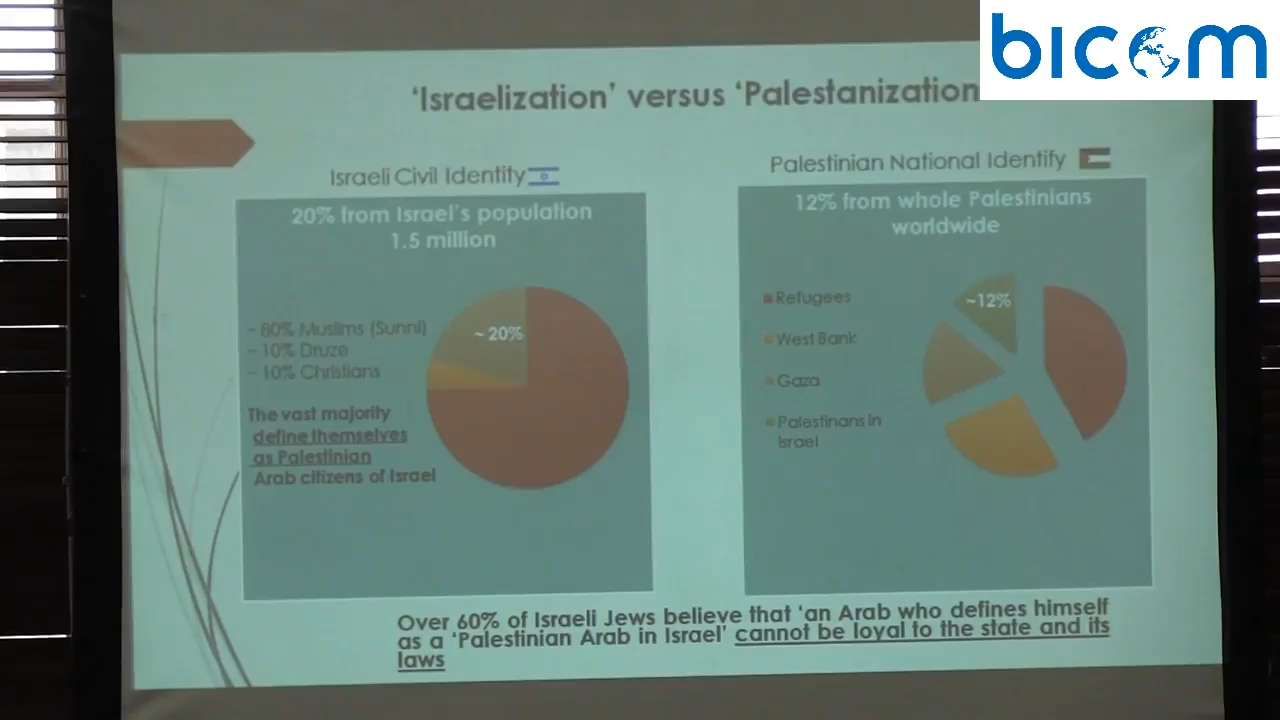 bicom
‘Israelization’ versus ‘Palestanization
Israeli Civil Identity
20% from Israel’s population
1.5 million
~ 80% Muslims (Sunni)
~ 10% Druze
~ 10% Christians
The vast majority
define themselves
as Palestinian
Arab citizens of Israel
~ 20%
Palestinian National Identify
12% from whole Palestinians
worldwide
Refugees
West Bank
Gaza
Palestinans in
Israel
~12%
Over 60% of Israeli Jews believe that ‘an Arab who defines himself
as a ‘Palestinian Arab in Israel’ cannot be loyal to the state and its
laws